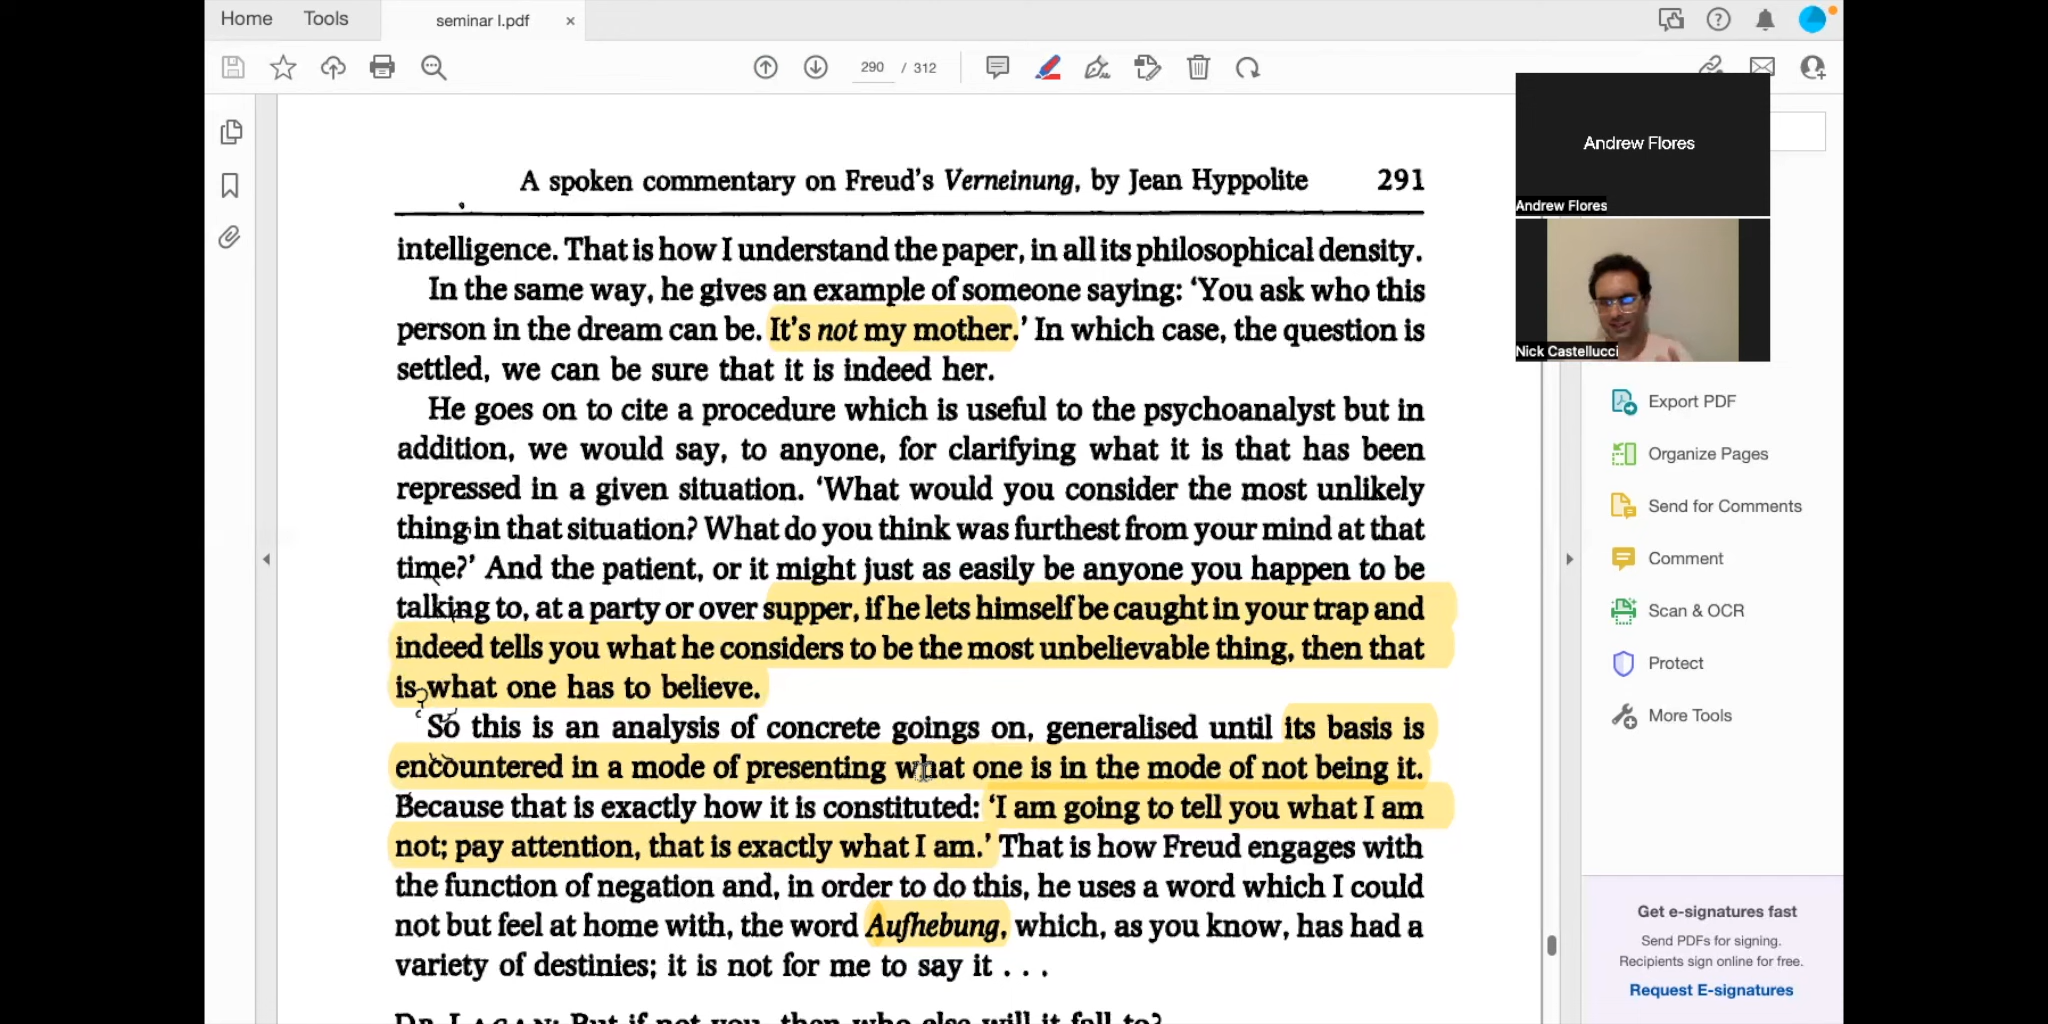 Home Tools seminar I.pdf ×
290 / 312
Andrew Flores
Andrew Flores
Nick Castellucci
A spoken commentary on Freud's Verneinung, by Jean Hyppolite 291
intelligence. That is how I understand the paper, in all its philosophical density.
In the same way, he gives an example of someone saying: ‘You ask who this
person in the dream can be. It's not my mother.’ In which case, the question is
settled, we can be sure that it is indeed her.
He goes on to cite a procedure which is useful to the psychoanalyst but in
addition, we would say, to anyone, for clarifying what it is that has been
repressed in a given situation. ‘What would you consider the most unlikely
thing in that situation? What do you think was furthest from your mind at that
time?’ And the patient, or it might just as easily be anyone you happen to be
talking to, at a party or over supper, if he lets himself be caught in your trap and
indeed tells you what he considers to be the most unbelievable thing, then that
is what one has to believe.
So this is an analysis of concrete goings on, generalised until its basis is
encountered in a mode of presenting what one is in the mode of not being it.
Because that is exactly how it is constituted: ‘I am going to tell you what I am
not; pay attention, that is exactly what I am.’ That is how Freud engages with
the function of negation and, in order to do this, he uses a word which I could
not but feel at home with, the word Aufhebung, which, as you know, has had a
variety of destinies; it is not for me to say it . . .
DR LACAN: But if not you, then who else will it fall to?
Export PDF
Organize Pages
Send for Comments
Comment
Scan & OCR
Protect
More Tools
Get e-signatures fast
Send PDFs for signing.
Recipients sign online for free.
Request E-signatures